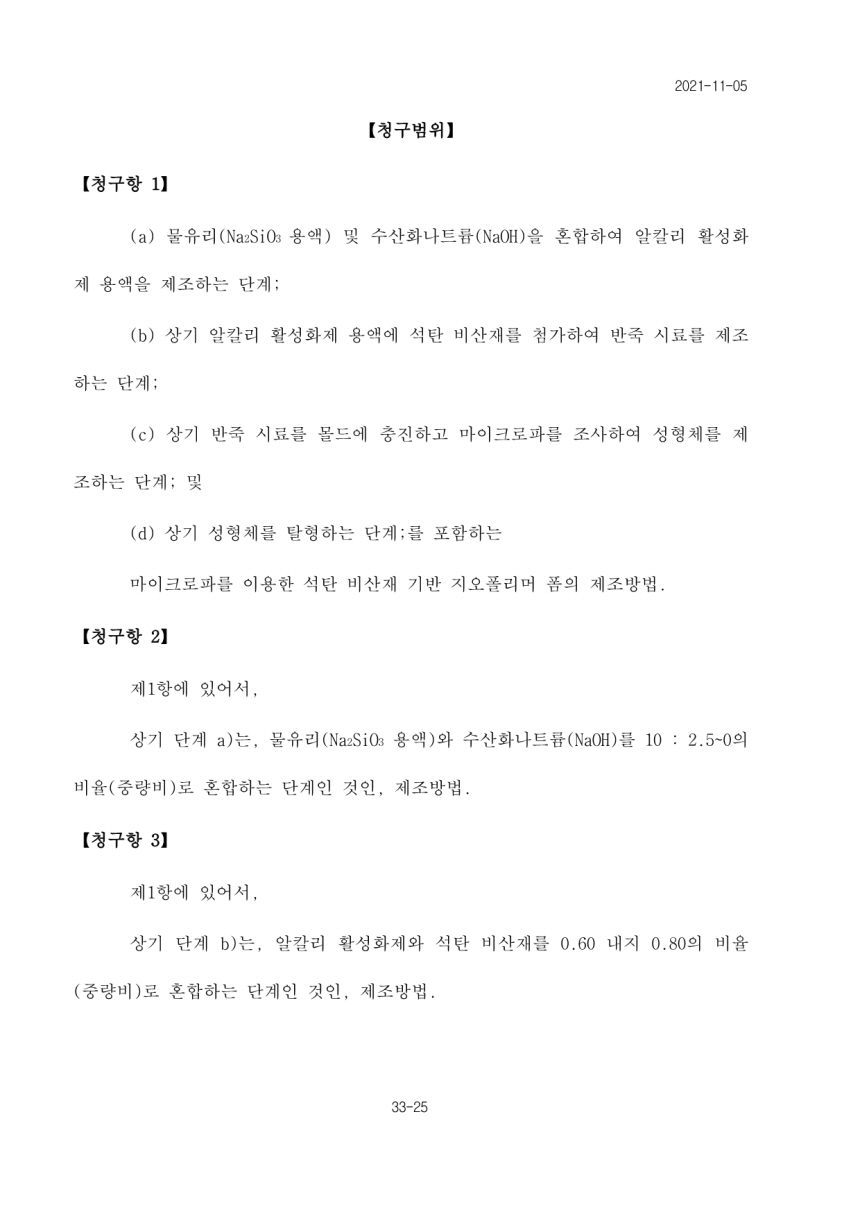 2021-11-05
【청구범위】
【청구항 1】
(a) 물유리(Na₂SiO₃ 용액) 및 수산화나트륨(NaOH)을 혼합하여 알칼리 활성화
제 용액을 제조하는 단계;
(b) 상기 알칼리 활성화제 용액에 석탄 비산재를 첨가하여 반죽 시료를 제조
하는 단계;
(c) 상기 반죽 시료를 몰드에 충진하고 마이크로파를 조사하여 성형체를 제
조하는 단계; 및
(d) 상기 성형체를 탈형하는 단계;를 포함하는
마이크로파를 이용한 석탄 비산재 기반 지오폴리머 폼의 제조방법.
【청구항 2】
제1항에 있어서,
상기 단계 a)는, 물유리(Na₂SiO₃ 용액)와 수산화나트륨(NaOH)를 10 : 2.5~0의
비율(중량비)로 혼합하는 단계인 것인, 제조방법.
【청구항 3】
제1항에 있어서,
상기 단계 b)는, 알칼리 활성화제와 석탄 비산재를 0.60 내지 0.80의 비율
(중량비)로 혼합하는 단계인 것인, 제조방법.
33-25